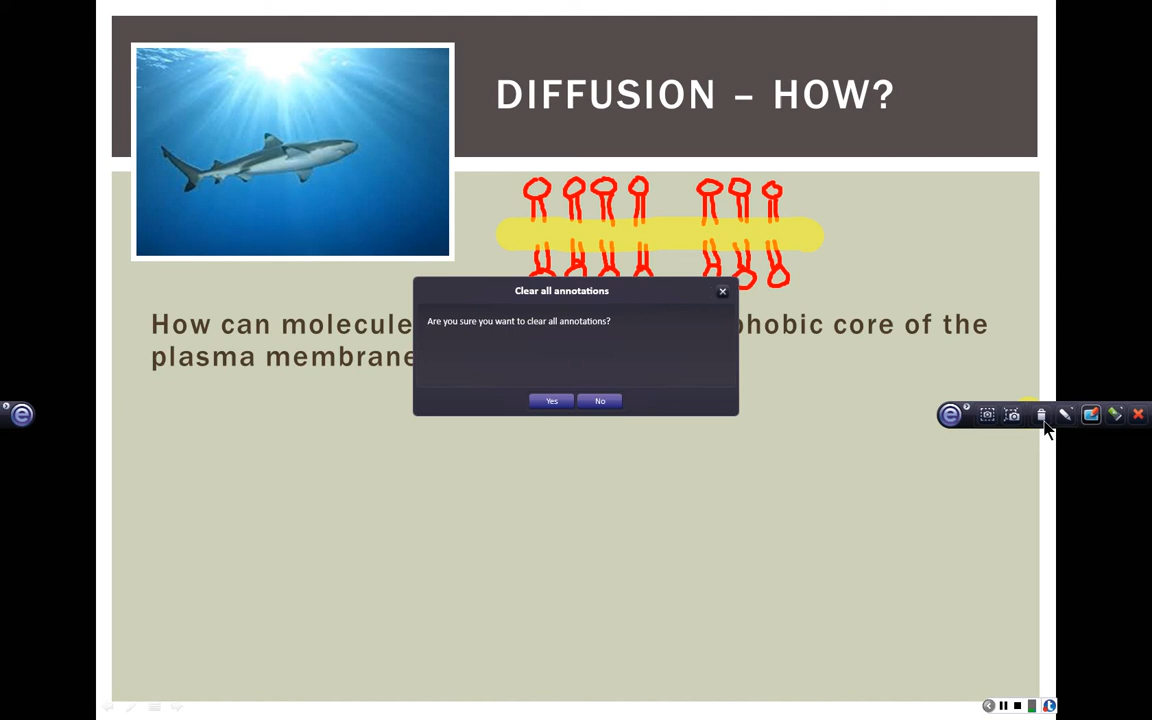 DIFFUSION – HOW?
Clear all annotations
Are you sure you want to clear all annotations?
How can molecule phobic core of the
plasma membrane
Yes No